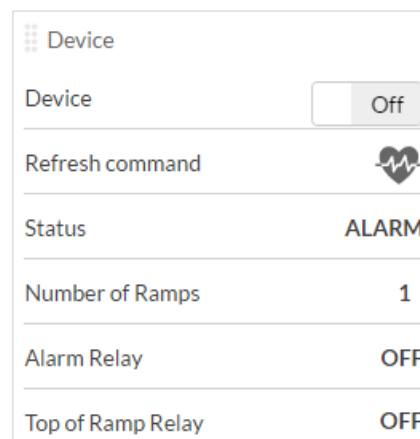 Device
Device Off
Refresh command
Status ALARM
Number of Ramps 1
Alarm Relay OFF
Top of Ramp Relay OFF